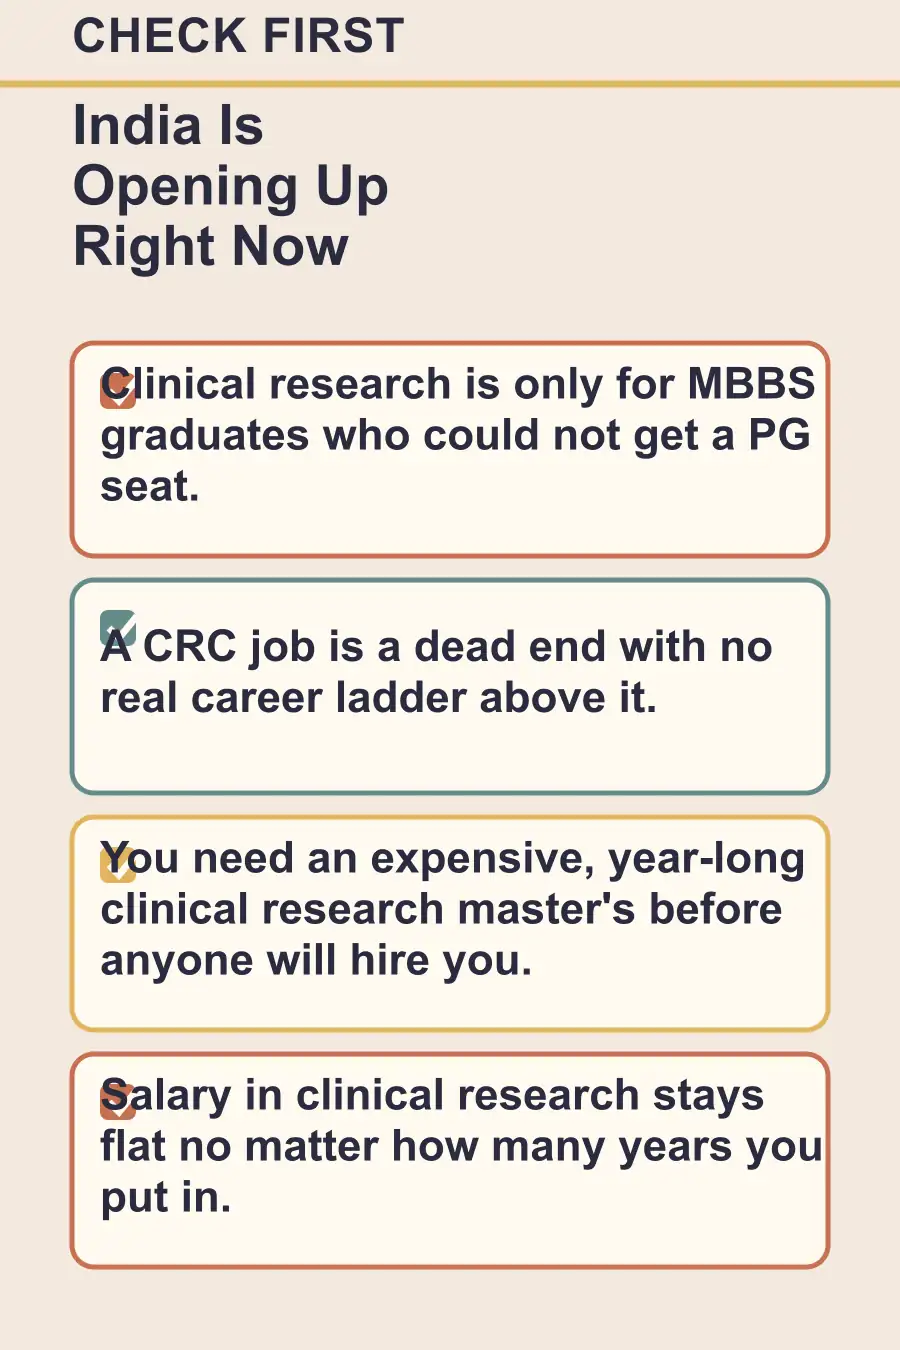 CHECK FIRST
India Is
Opening Up
Right Now
Clinical research is only for MBBS
graduates who could not get a PG
seat.
A CRC job is a dead end with no
real career ladder above it.
You need an expensive, year-long
clinical research master's before
anyone will hire you.
Salary in clinical research stays
flat no matter how many years you
put in.